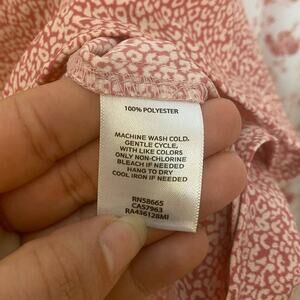 100% POLYESTER
MACHINE WASH COLD,
GENTLE CYCLE,
WITH LIKE COLORS
ONLY NON-CHLORINE
BLEACH IF NEEDED
HANG TO DRY
COOL IRON IF NEEDED
RN58665
CA57963
RA436128MI